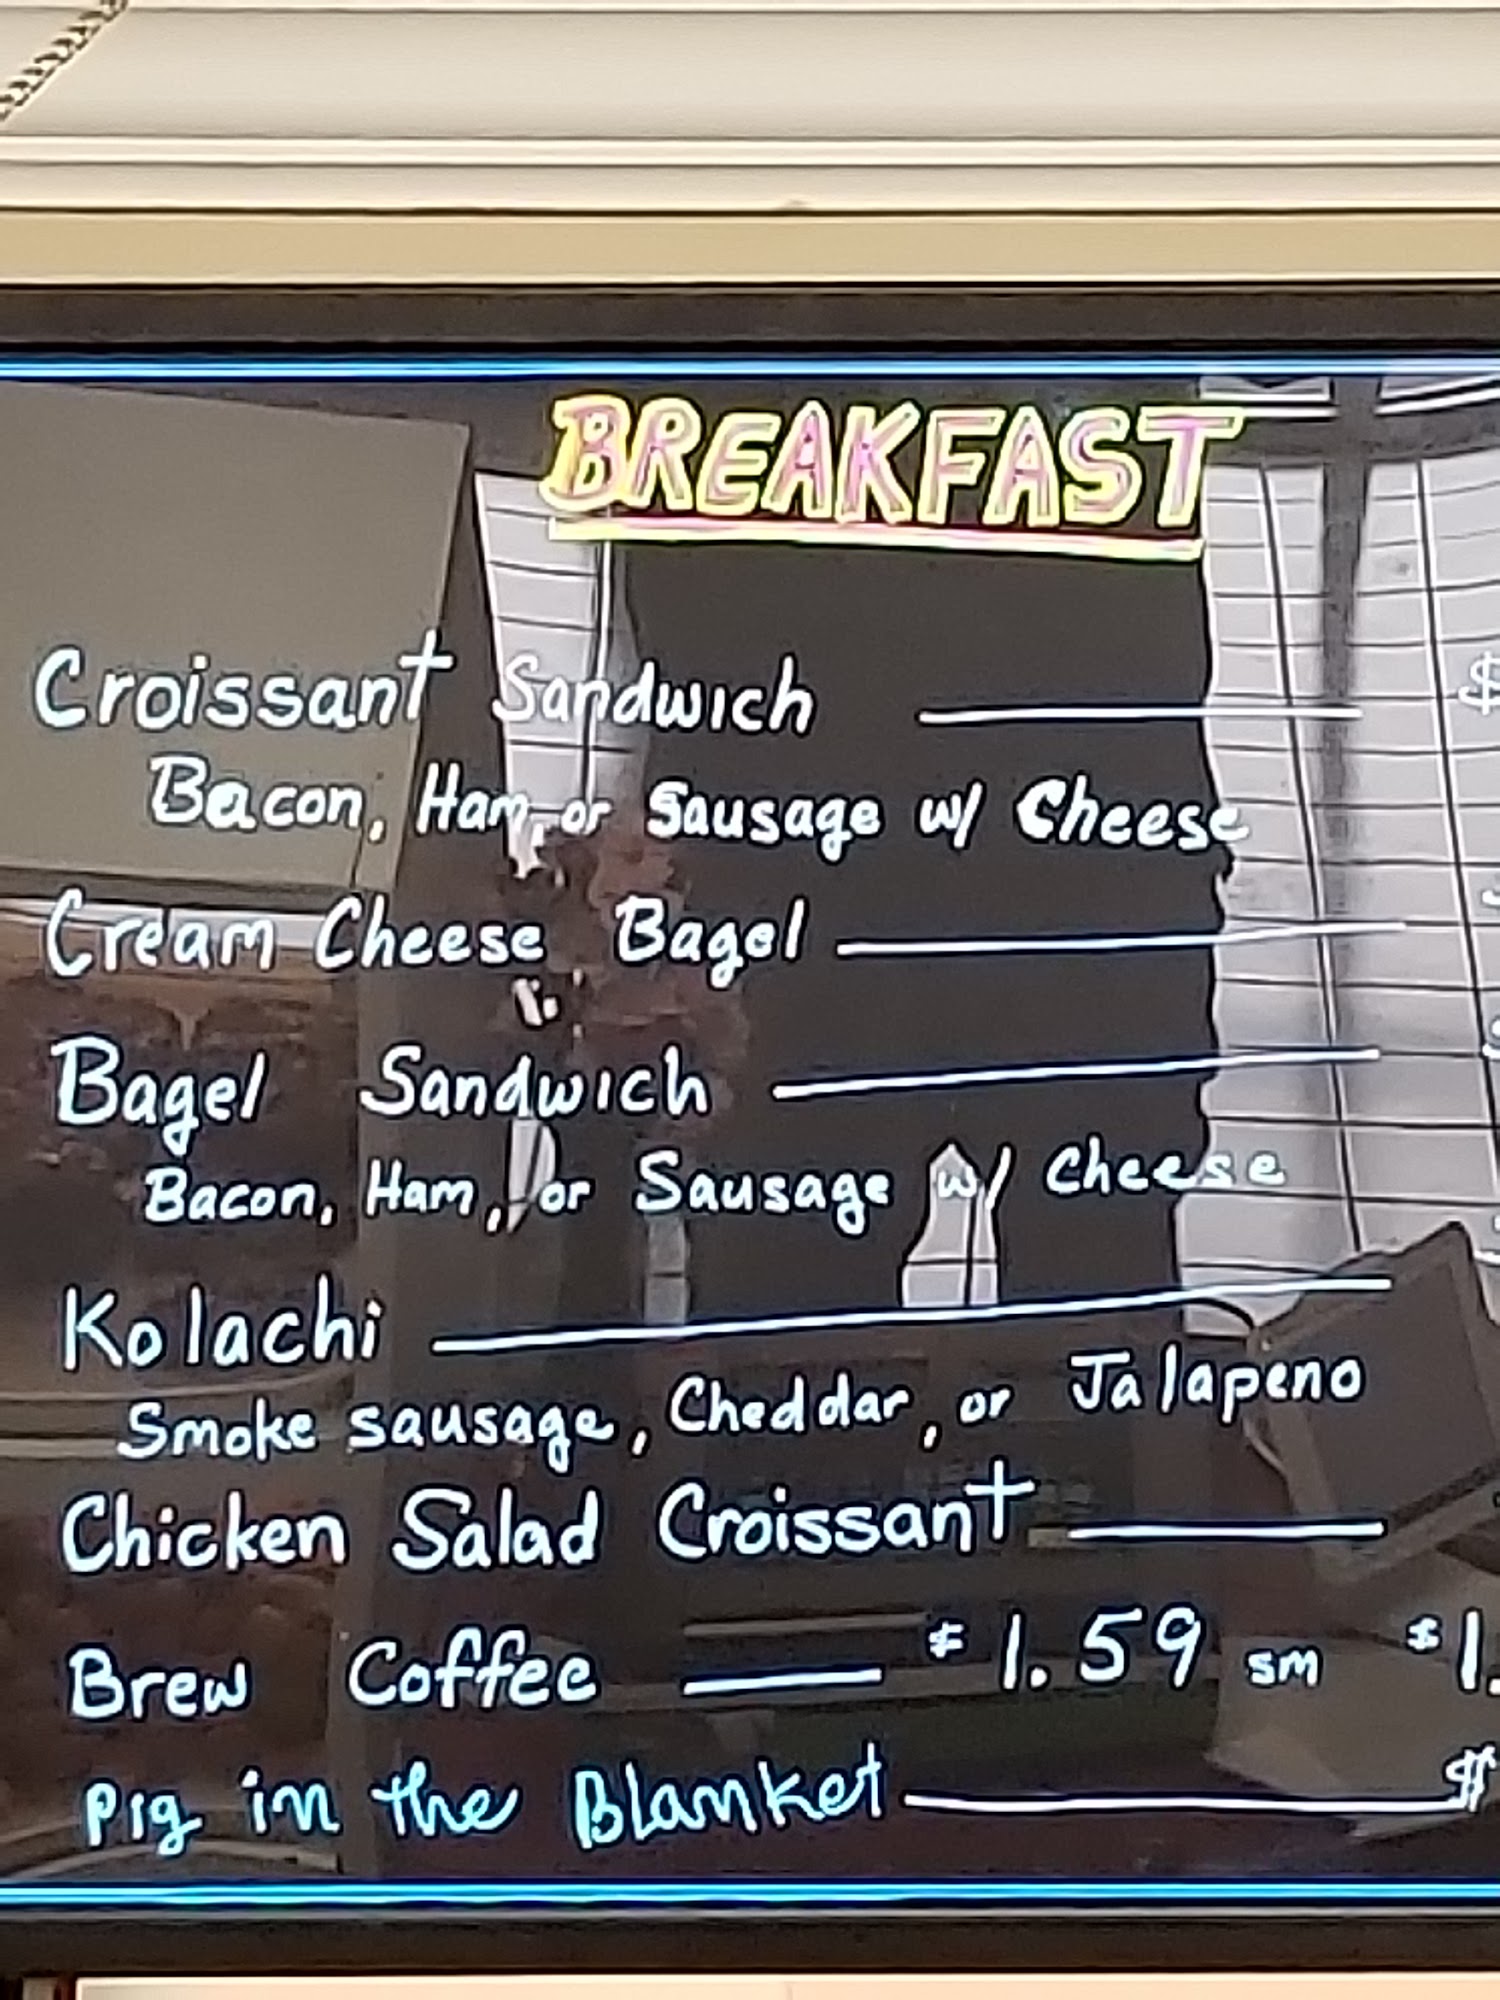 BREAKFAST
Croissant Sandwich $
Bacon, Ham, or Sausage w/ Cheese
Cream Cheese Bagel
Bagel Sandwich
Bacon, Ham, or Sausage w/ Cheese
Kolachi
Smoke sausage, Cheddar, or Jalapeno
Chicken Salad Croissant
Brew Coffee $1.59 sm $1.
Pig in the Blanket $